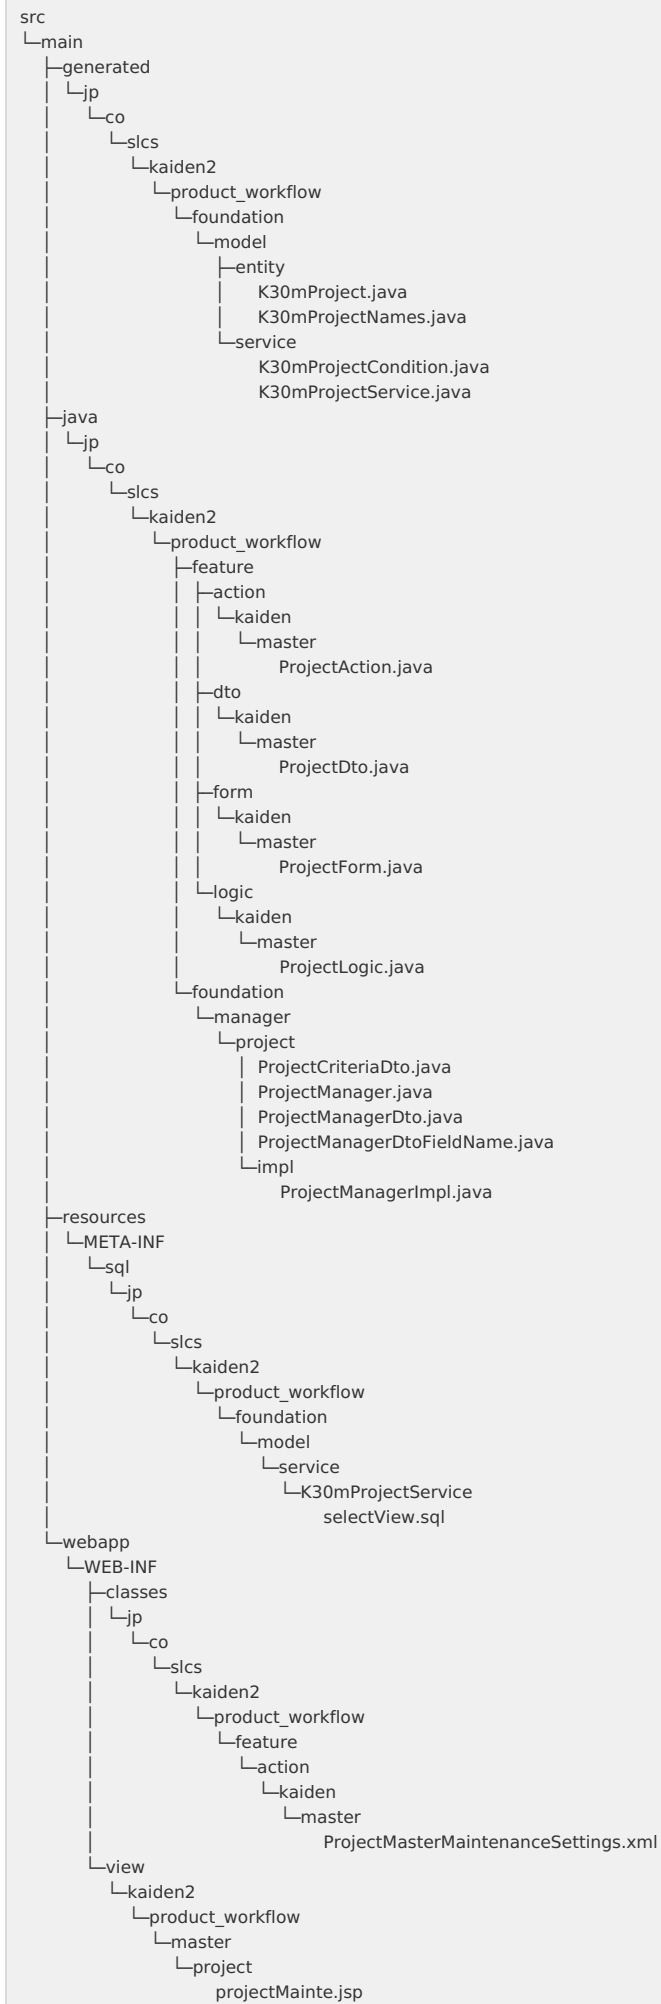 src
└─main
├─generated
│ └─jp
│ └─co
│ └─slcs
│ └─kaiden2
│ └─product_workflow
│ └─foundation
│ └─model
│ ├─entity
│ │ K30mProject.java
│ │ K30mProjectNames.java
│ └─service
│ K30mProjectCondition.java
│ K30mProjectService.java
├─java
│ └─jp
│ └─co
│ └─slcs
│ └─kaiden2
│ └─product_workflow
│ ├─feature
│ │ ├─action
│ │ │ └─kaiden
│ │ │ └─master
│ │ │ ProjectAction.java
│ │ ├─dto
│ │ │ └─kaiden
│ │ │ └─master
│ │ │ ProjectDto.java
│ │ ├─form
│ │ │ └─kaiden
│ │ │ └─master
│ │ │ ProjectForm.java
│ │ └─logic
│ │ └─kaiden
│ │ └─master
│ │ ProjectLogic.java
│ └─foundation
│ └─manager
│ └─project
│ │ ProjectCriteriaDto.java
│ │ ProjectManager.java
│ │ ProjectManagerDto.java
│ │ ProjectManagerDtoFieldName.java
│ └─impl
│ ProjectManagerImpl.java
├─resources
│ └─META-INF
│ └─sql
│ └─jp
│ └─co
│ └─slcs
│ └─kaiden2
│ └─product_workflow
│ └─foundation
│ └─model
│ └─service
│ └─K30mProjectService
│ selectView.sql
└─webapp
└─WEB-INF
├─classes
│ └─jp
│ └─co
│ └─slcs
│ └─kaiden2
│ └─product_workflow
│ └─feature
│ └─action
│ └─kaiden
│ └─master
│ ProjectMasterMaintenanceSettings.xml
└─view
└─kaiden2
└─product_workflow
└─master
└─project
projectMainte.jsp